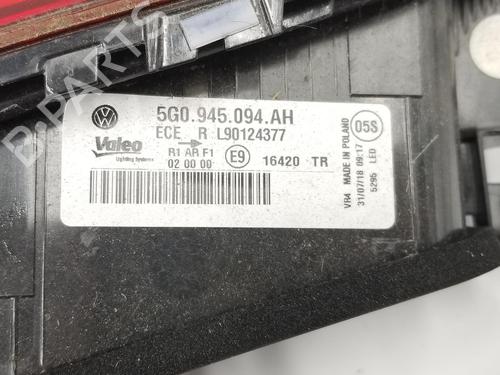 5G0.945.094.AH
ECE R L90124377
Valeo
Lighting Systems
R1 AR F1
02 00 00
E9
16420 TR
05S
VR4 MADE IN POLAND
31/07/18 09:17
5295 LED
B-PARTS